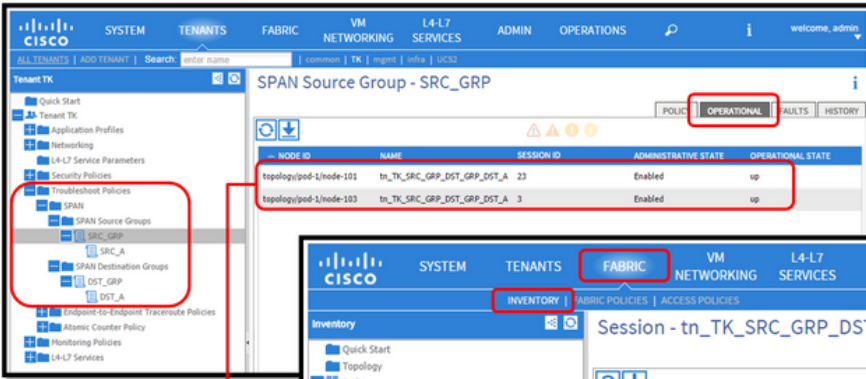 CISCO
SYSTEM
TENANTS
FABRIC
VM NETWORKING
L4-L7 SERVICES
ADMIN
OPERATIONS
i
welcome, admin
ALL TENANTS | ADD TENANT | Search: enter name | common | TK | mgmt | infra | UCS2
Tenant TK
Quick Start
Tenant TK
Application Profiles
Networking
L4-L7 Service Parameters
Security Policies
Troubleshoot Policies
SPAN
SPAN Source Groups
SRC_GRP
SRC_A
SPAN Destination Groups
DST_GRP
DST_A
Endpoint-to-Endpoint Traceroute Policies
Atomic Counter Policy
Monitoring Policies
L4-L7 Services
SPAN Source Group - SRC_GRP
i
POLICY OPERATIONAL FAULTS HISTORY
NODE ID NAME SESSION ID ADMINISTRATIVE STATE OPERATIONAL STATE
topology/pod-1/node-101 tn_TK_SRC_GRP_DST_GRP_DST_A 23 Enabled up
topology/pod-1/node-103 tn_TK_SRC_GRP_DST_GRP_DST_A 3 Enabled up
CISCO
SYSTEM
TENANTS
FABRIC
VM NETWORKING
L4-L7 SERVICES
INVENTORY | FABRIC POLICIES | ACCESS POLICIES
Inventory
Quick Start
Topology
Session - tn_TK_SRC_GRP_DS